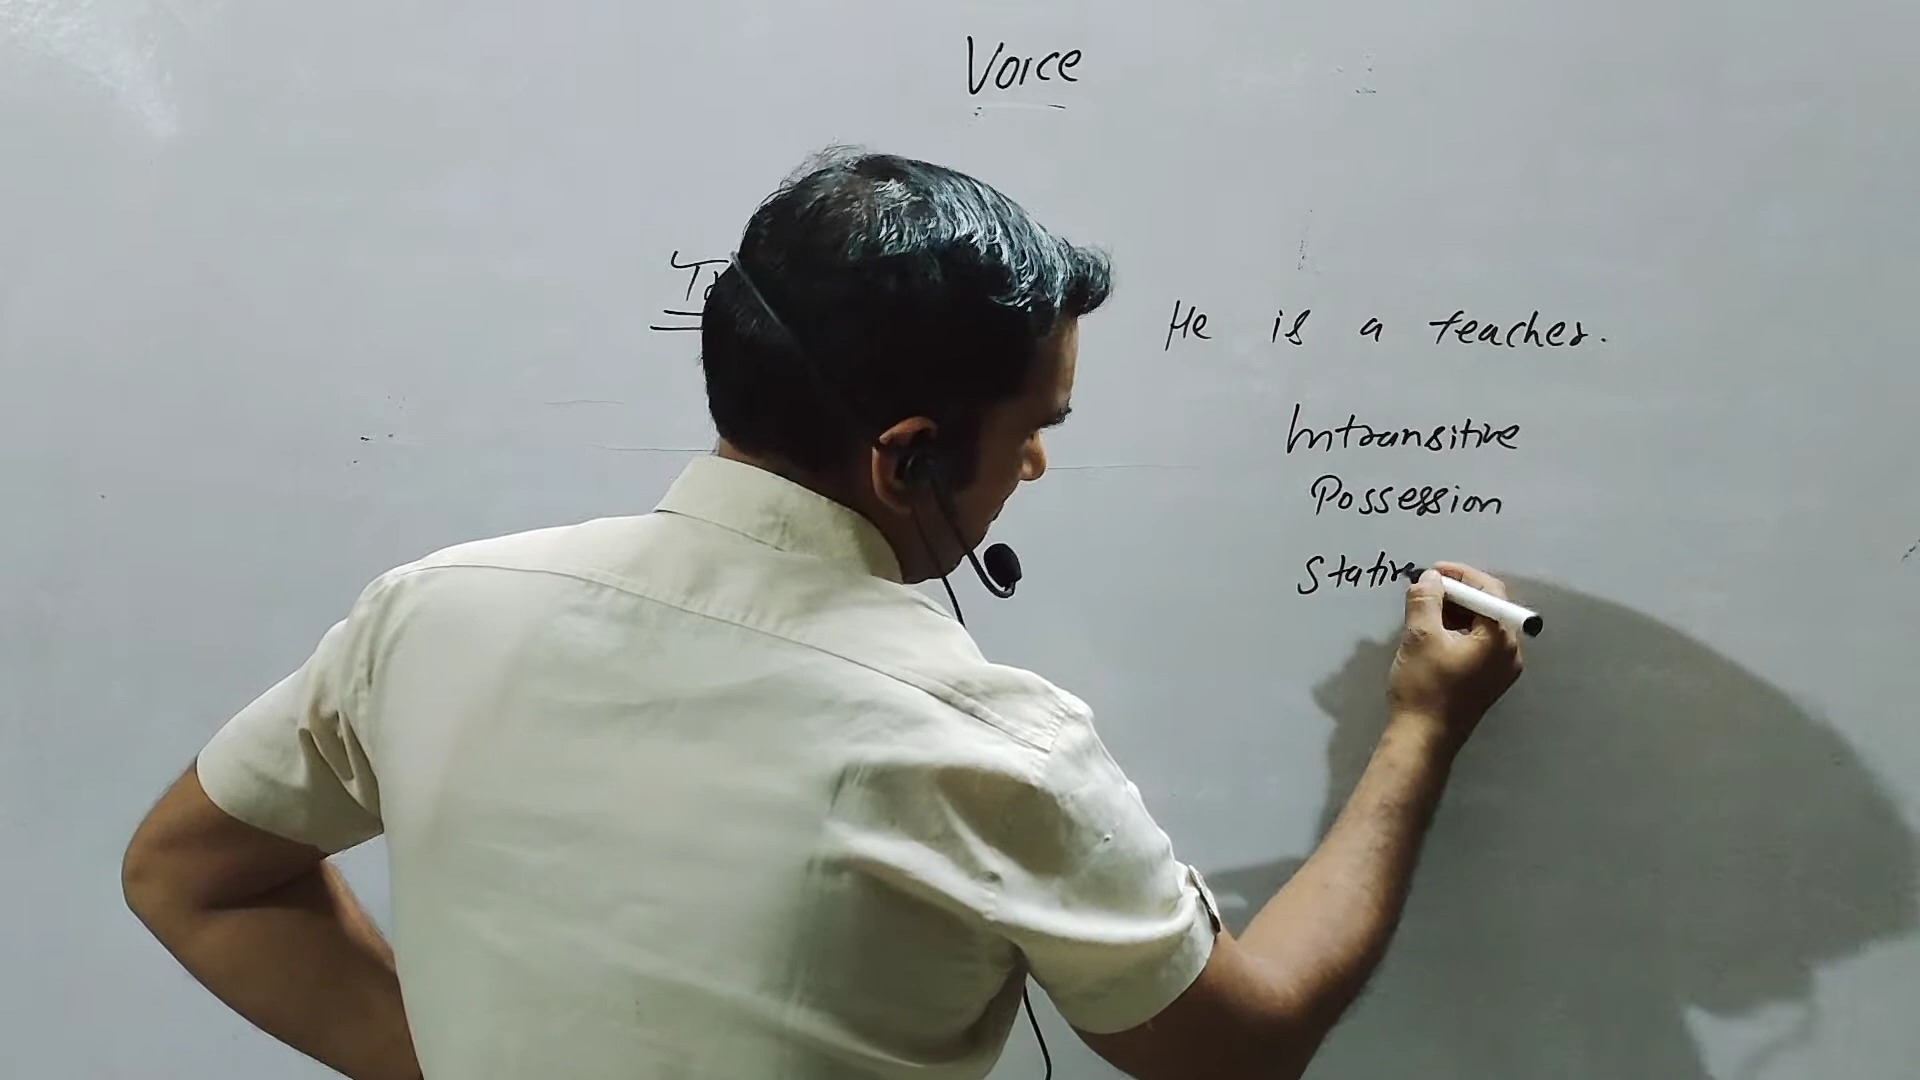 Voice
He is a teacher.
Intransitive
Possession
Stative